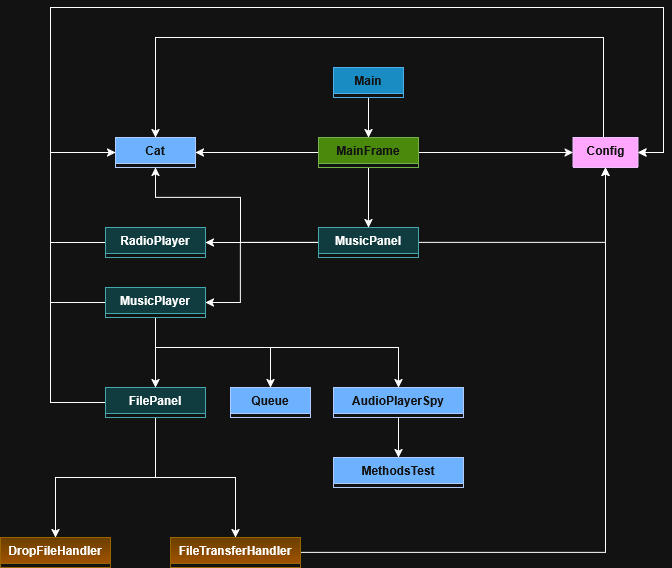 Main
Cat
MainFrame
Config
RadioPlayer
MusicPanel
MusicPlayer
FilePanel
Queue
AudioPlayerSpy
MethodsTest
DropFileHandler
FileTransferHandler